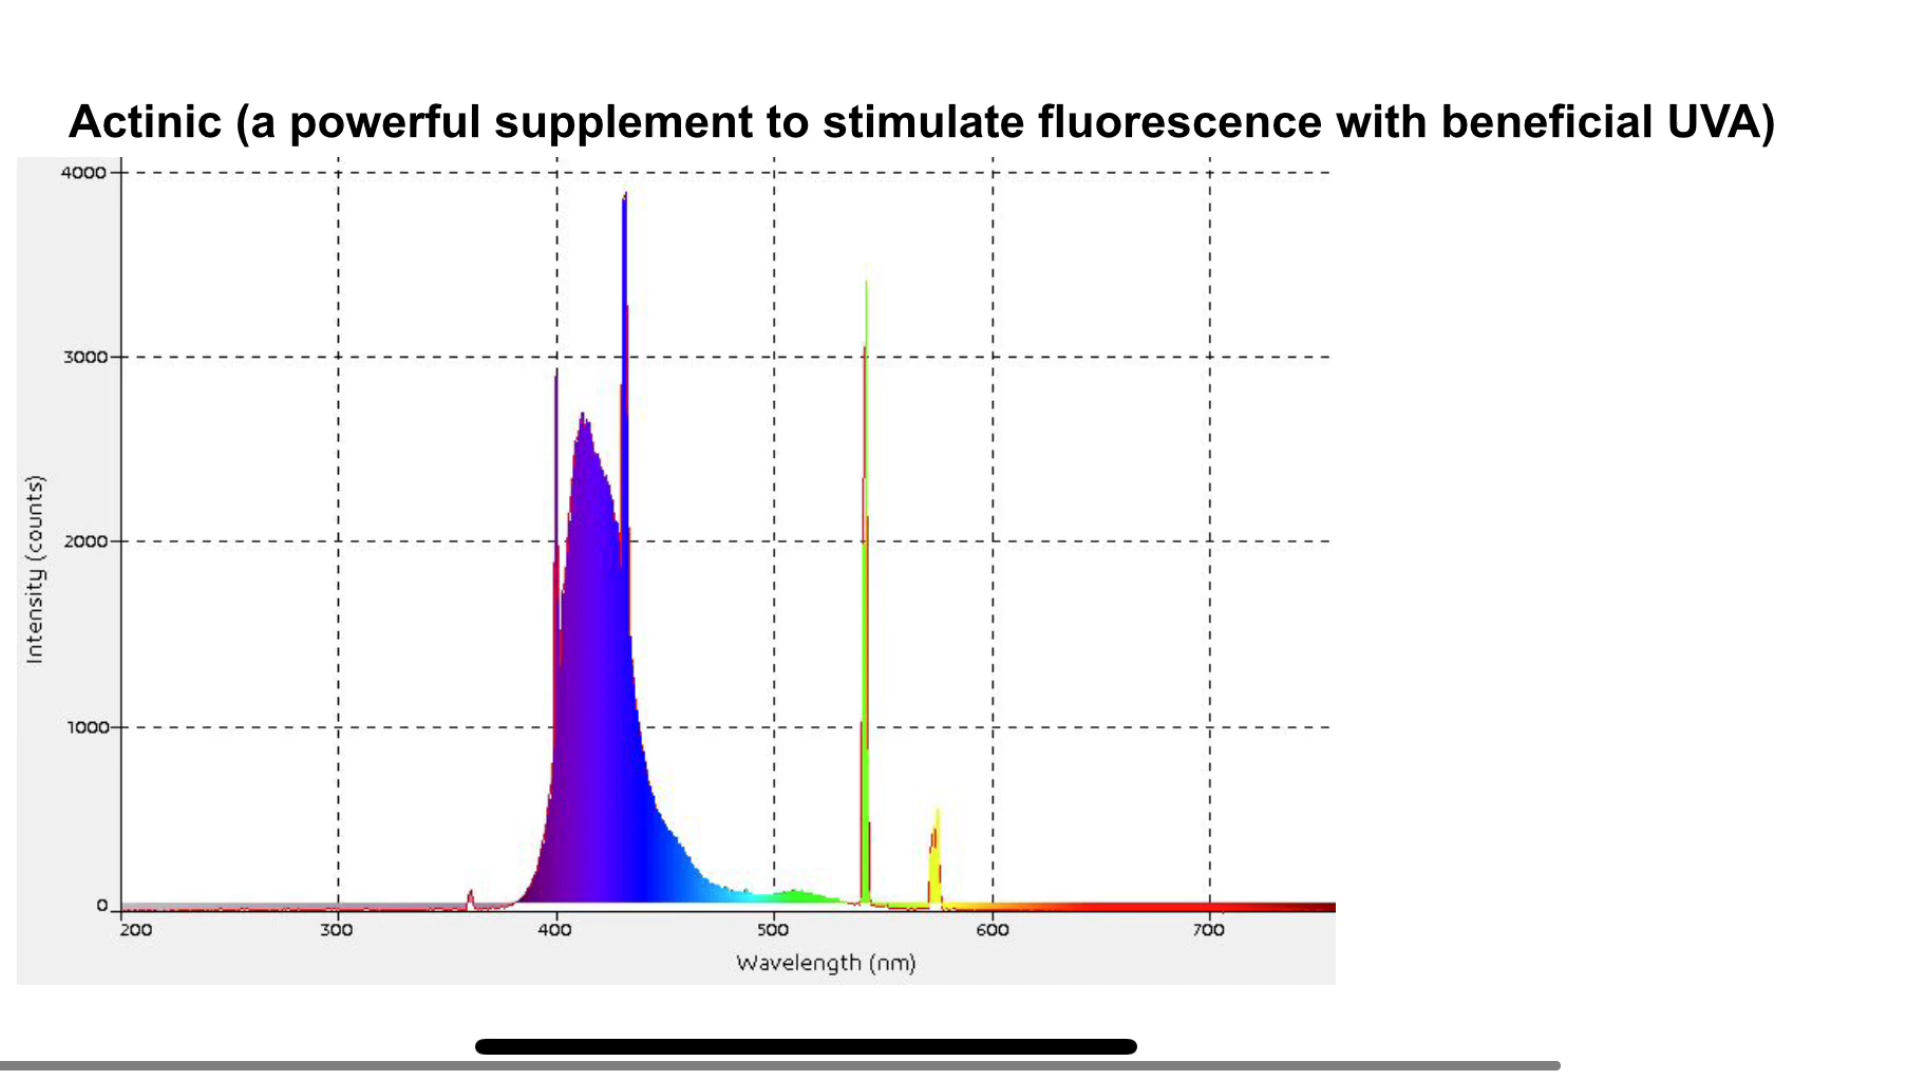 Actinic (a powerful supplement to stimulate fluorescence with beneficial UVA)
4000
3000
2000
1000
0
Intensity (counts)
200 300 400 500 600 700
Wavelength (nm)